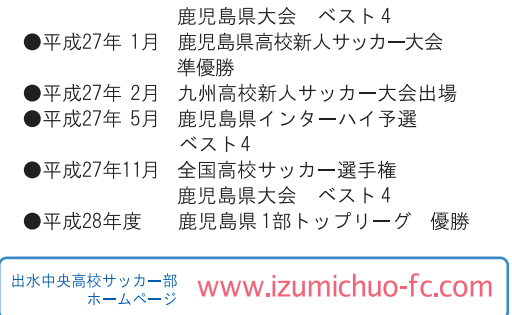 鹿児島県大会　ベスト4
●平成27年 1月　鹿児島県高校新人サッカー大会
準優勝
●平成27年 2月　九州高校新人サッカー大会出場
●平成27年 5月　鹿児島県インターハイ予選
ベスト4
●平成27年11月　全国高校サッカー選手権
鹿児島県大会　ベスト4
●平成28年度　鹿児島県1部トップリーグ　優勝
出水中央高校サッカー部
ホームページ
www.izumichuo-fc.com